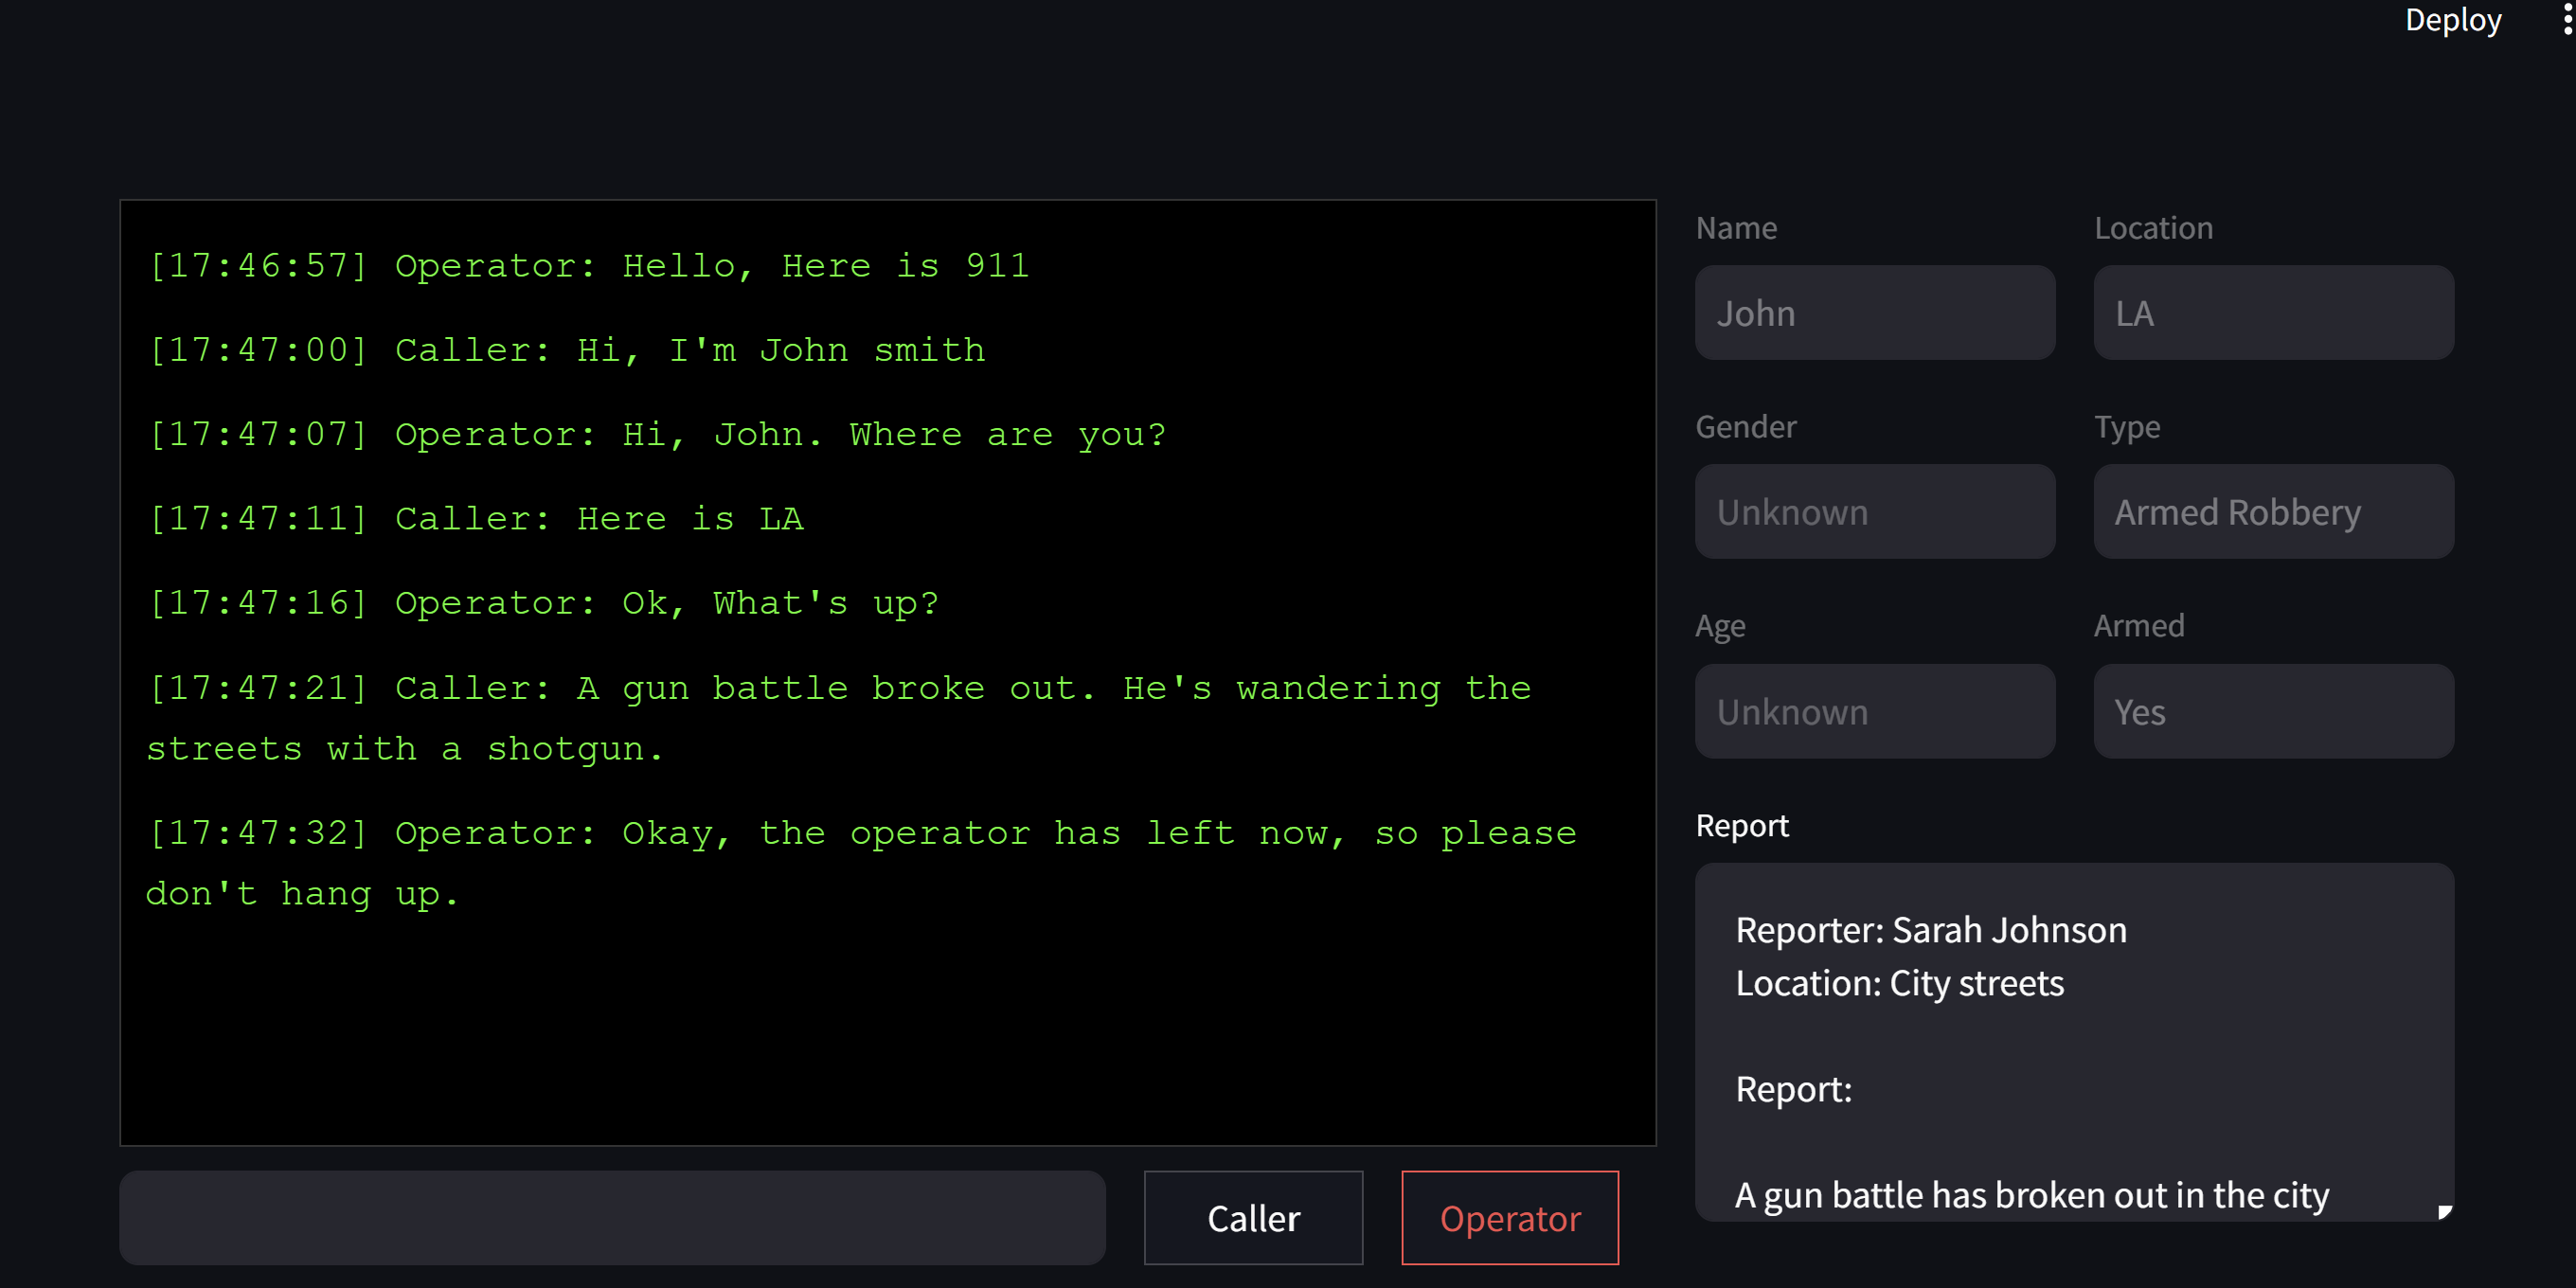 Deploy
[17:46:57] Operator: Hello, Here is 911
[17:47:00] Caller: Hi, I'm John smith
[17:47:07] Operator: Hi, John. Where are you?
[17:47:11] Caller: Here is LA
[17:47:16] Operator: Ok, What's up?
[17:47:21] Caller: A gun battle broke out. He's wandering the
streets with a shotgun.
[17:47:32] Operator: Okay, the operator has left now, so please
don't hang up.
Caller
Operator
Name
John
Location
LA
Gender
Unknown
Type
Armed Robbery
Age
Unknown
Armed
Yes
Report
Reporter: Sarah Johnson
Location: City streets
Report:
A gun battle has broken out in the city